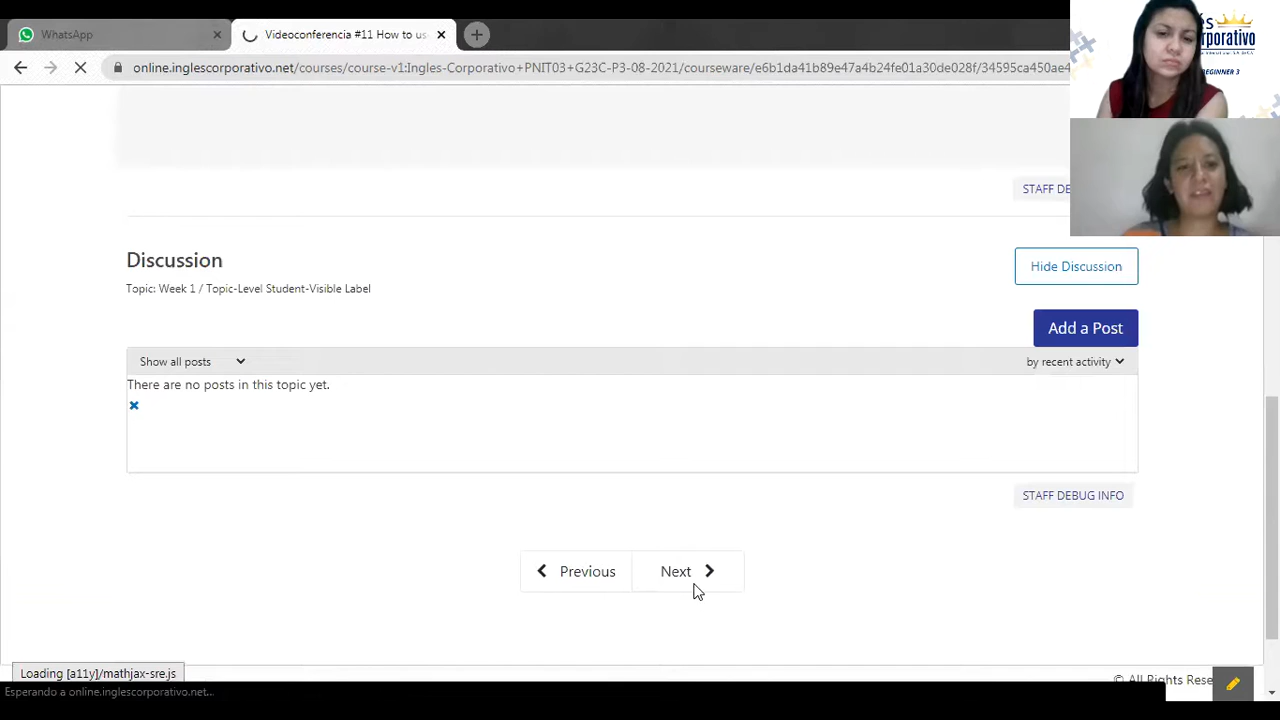 WhatsApp
Videoconferencia #11 How to us
online.inglescorporativo.net/courses/course-v1:Ingles-Corporativo+PNIT03+G23C-P3-08-2021/courseware/e6b1da41b89e47a4b24fe01a30de028f/34595ca450ae4
és
rporativo
BEGINNER 3
STAFF DE
Discussion
Hide Discussion
Topic: Week 1 / Topic-Level Student-Visible Label
Add a Post
Show all posts
by recent activity
There are no posts in this topic yet.
STAFF DEBUG INFO
Previous
Next
Loading [a11y]/mathjax-sre.js
© All Rights Rese
Esperando a online.inglescorporativo.net...